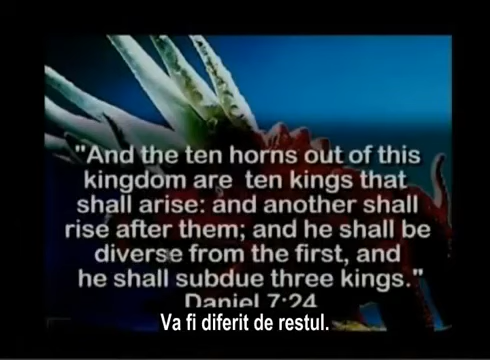 "And the ten horns out of this
kingdom are ten kings that
shall arise: and another shall
rise after them; and he shall be
diverse from the first, and
he shall subdue three kings."
Daniel 7:24
Va fi diferit de restul.